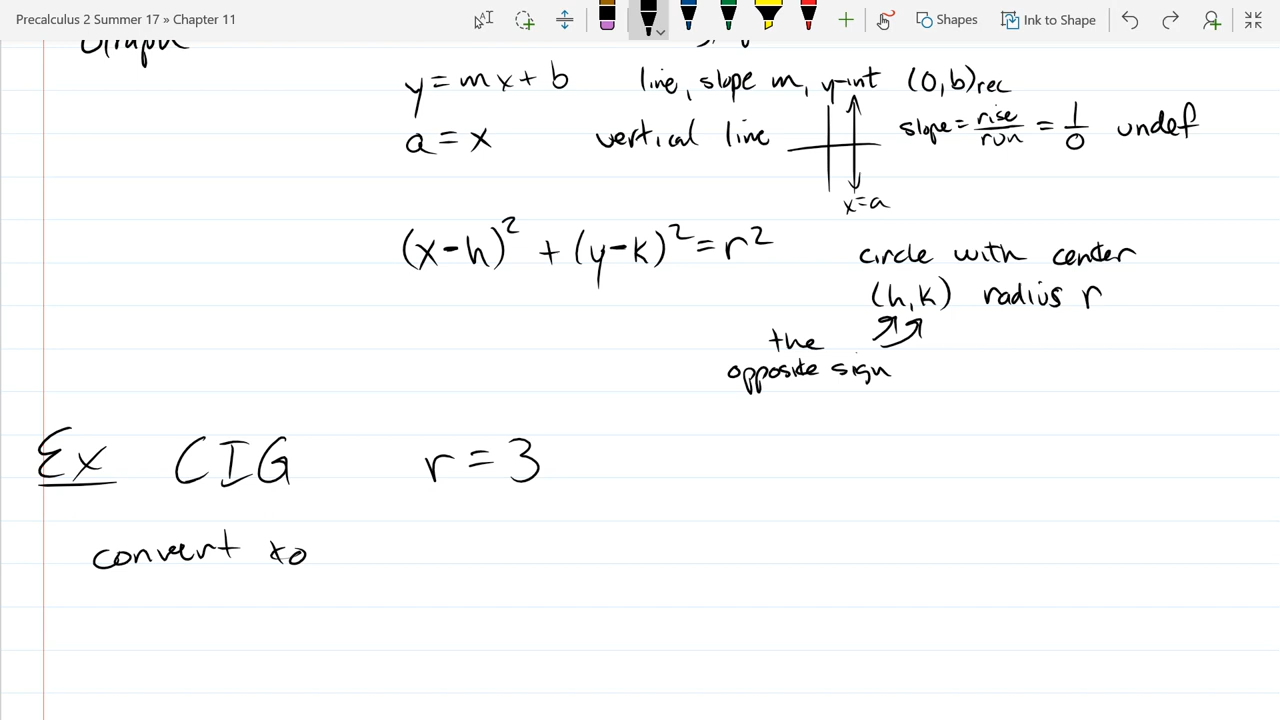 Precalculus 2 Summer 17 » Chapter 11
Shapes
Ink to Shape
y = mx + b line, slope m, y-int (0,b)rec
a = x vertical line slope = rise/run = 1/0 undef
x=a
(x-h)² + (y-k)² = r² circle with center
(h,k) radius r
the
opposite sign
Ex CIG r = 3
convert to